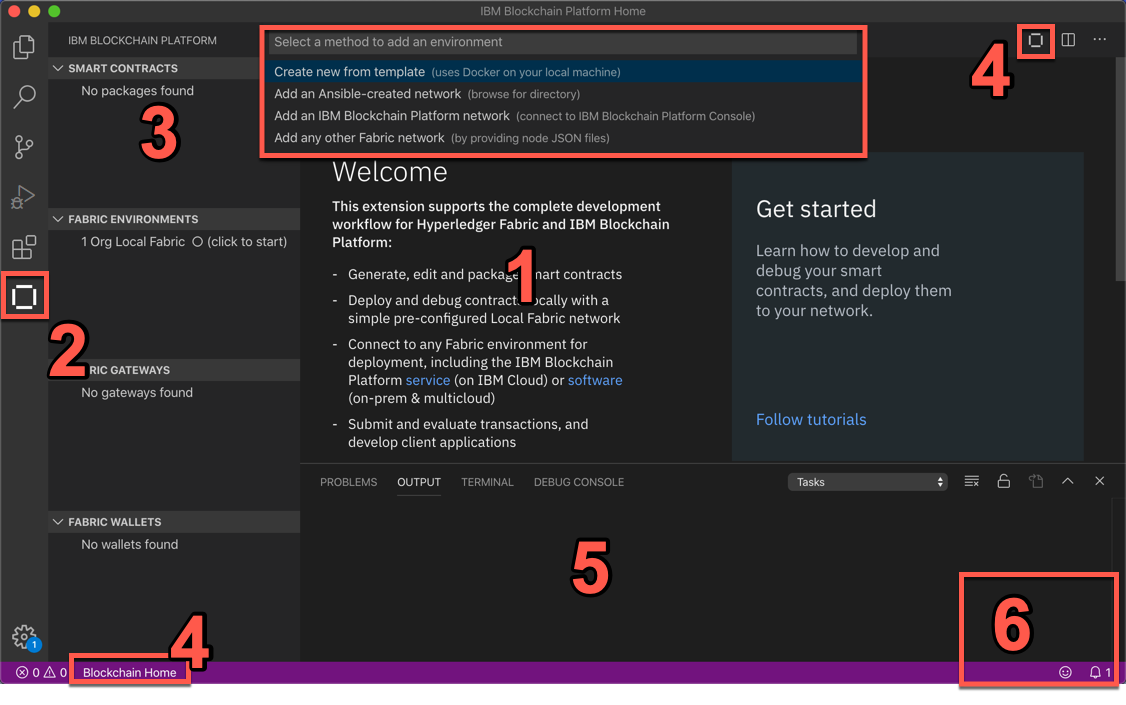 IBM Blockchain Platform Home
IBM BLOCKCHAIN PLATFORM
SMART CONTRACTS
No packages found
3
FABRIC ENVIRONMENTS
1 Org Local Fabric (click to start)
2
RIC GATEWAYS
No gateways found
FABRIC WALLETS
No wallets found
Select a method to add an environment
Create new from template (uses Docker on your local machine)
Add an Ansible-created network (browse for directory)
Add an IBM Blockchain Platform network (connect to IBM Blockchain Platform Console)
Add any other Fabric network (by providing node JSON files)
4
Welcome
This extension supports the complete development
workflow for Hyperledger Fabric and IBM Blockchain
Platform:
1
- Generate, edit and package smart contracts
- Deploy and debug contracts locally with a
simple pre-configured Local Fabric network
- Connect to any Fabric environment for
deployment, including the IBM Blockchain
Platform service (on IBM Cloud) or software
(on-prem & multicloud)
- Submit and evaluate transactions, and
develop client applications
Get started
Learn how to develop and
debug your smart
contracts, and deploy them
to your network.
Follow tutorials
PROBLEMS OUTPUT TERMINAL DEBUG CONSOLE Tasks
5
6
4
1
0 0 Blockchain Home 1